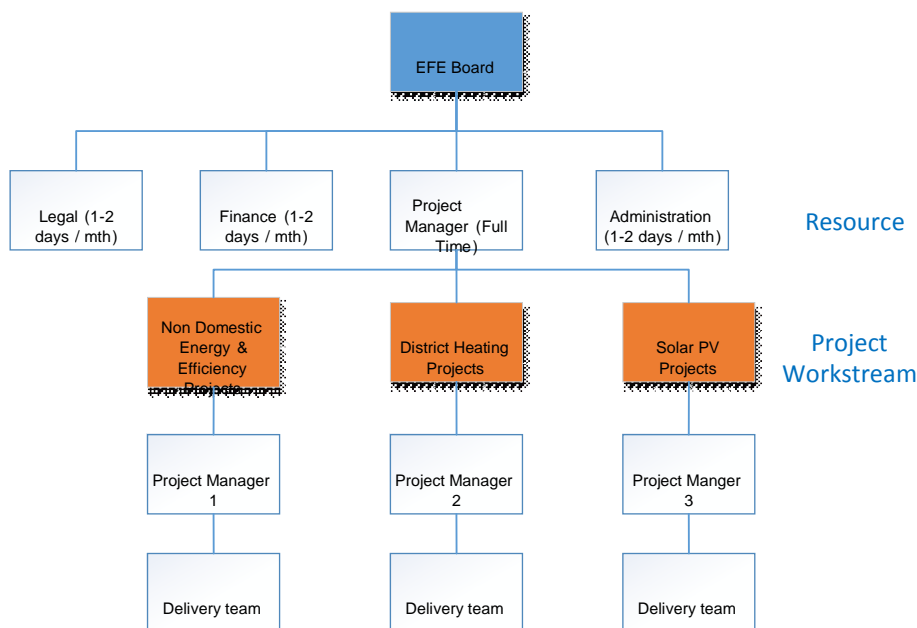 EFE Board
Legal (1-2
days / mth)
Finance (1-2
days / mth)
Project
Manager (Full
Time)
Administration
(1-2 days / mth)
Resource
Non Domestic
Energy &
Efficiency
Projects
District Heating
Projects
Solar PV
Projects
Project
Workstream
Project Manager
1
Project Manager
2
Project Manger
3
Delivery team
Delivery team
Delivery team